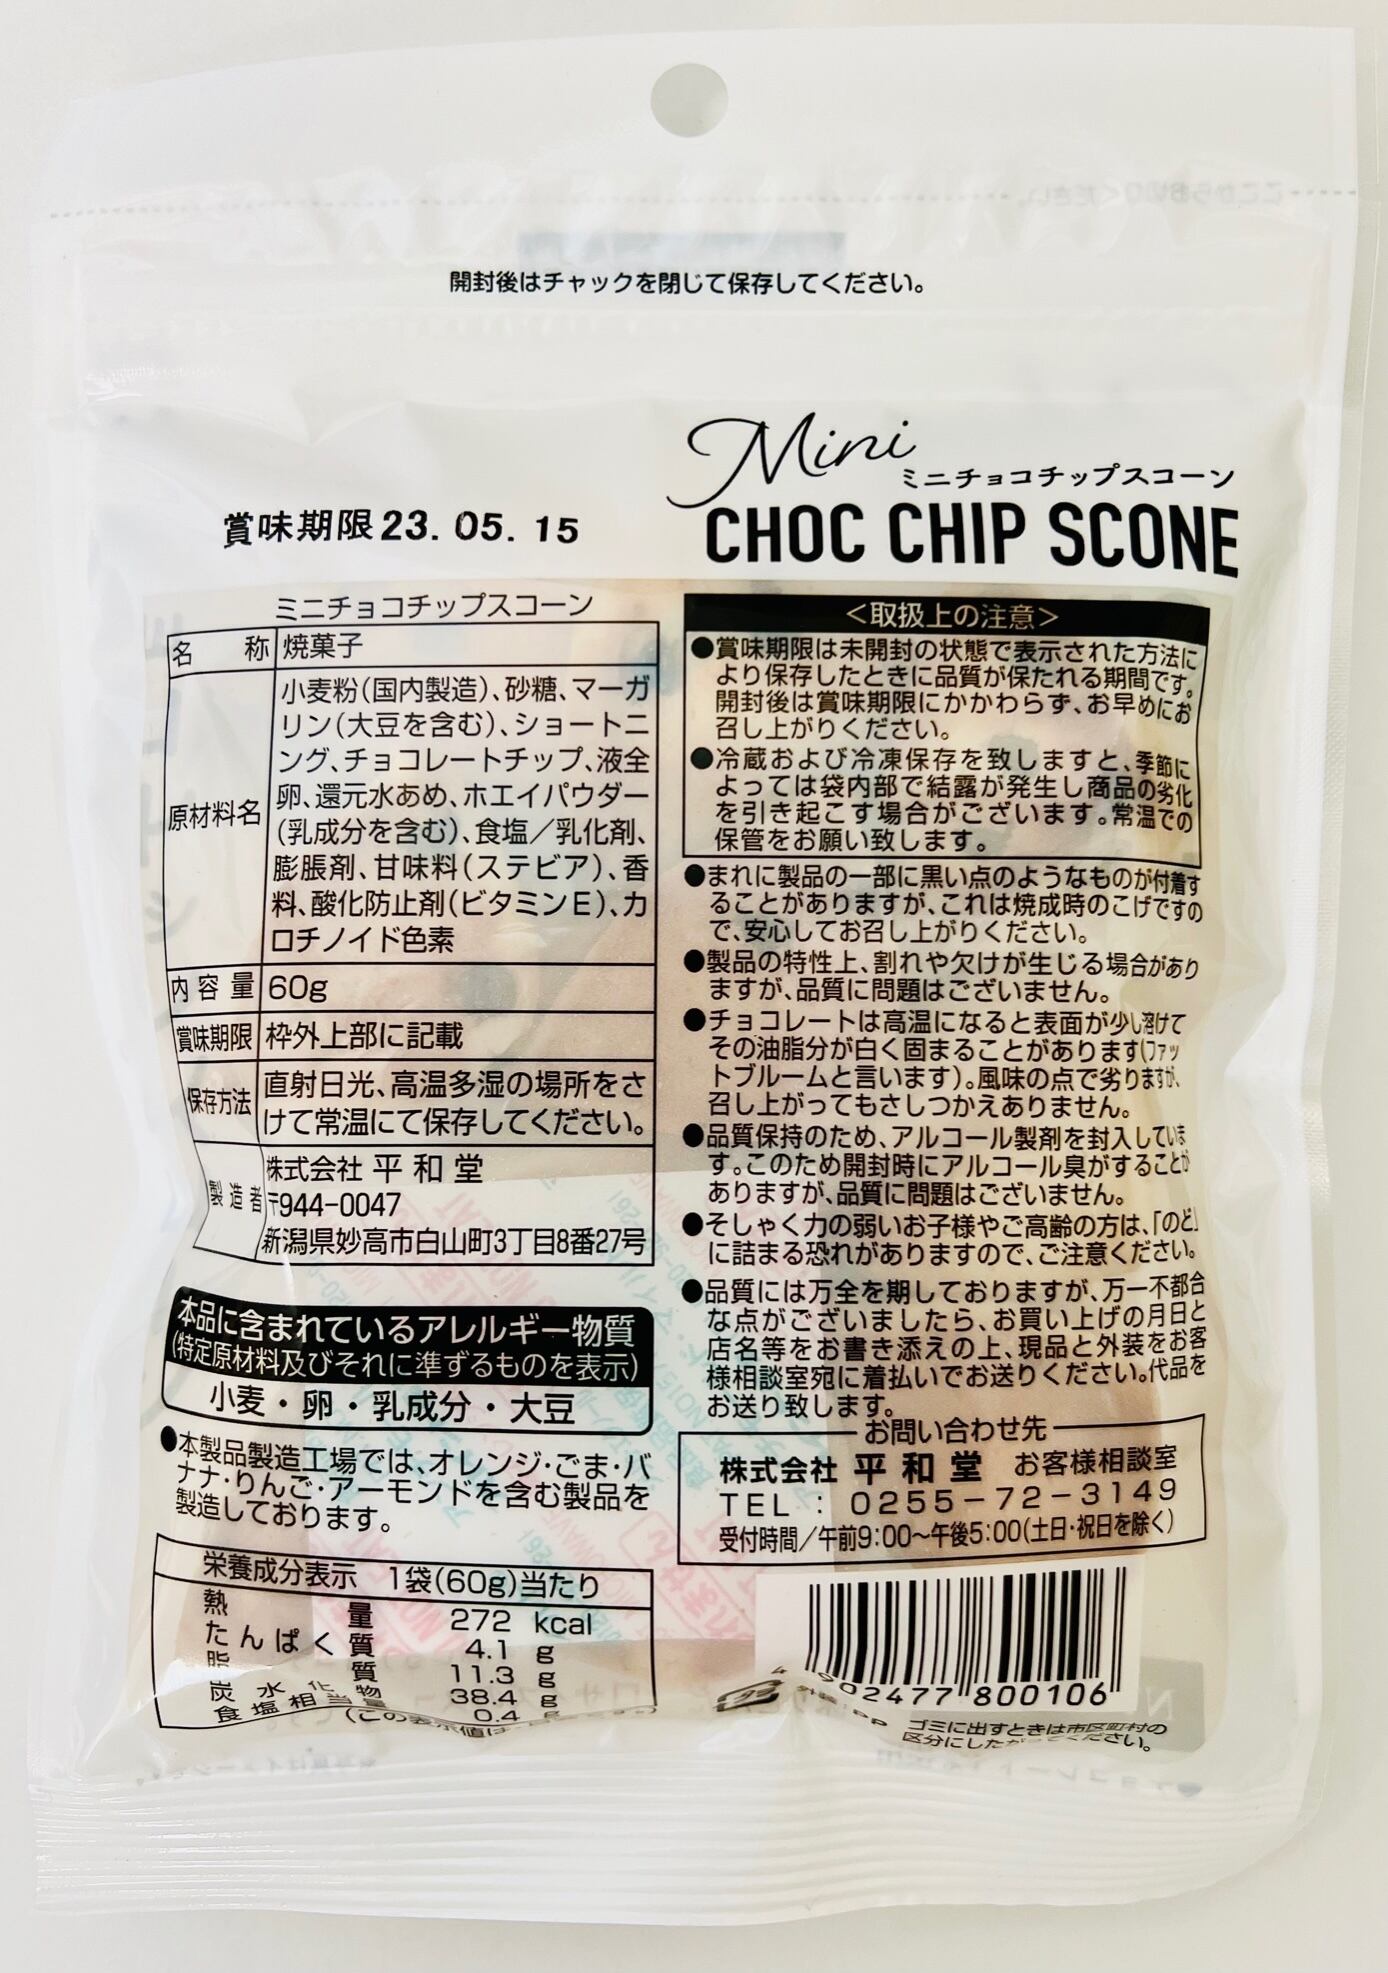 開封後はチャックを閉じて保存してください。
Mini
ミニチョコチップスコーン
CHOC CHIP SCONE
賞味期限23.05.15
ミニチョコチップスコーン
名 称 焼菓子
原材料名
小麦粉(国内製造)、砂糖、マーガ
リン(大豆を含む)、ショートニ
ング、チョコレートチップ、液全
卵、還元水あめ、ホエイパウダー
(乳成分を含む)、食塩/乳化剤、
膨脹剤、甘味料(ステビア)、香
料、酸化防止剤(ビタミンE)、カ
ロチノイド色素
内容量 60g
賞味期限 枠外上部に記載
保存方法
直射日光、高温多湿の場所をさ
けて常温にて保存してください。
製造者
株式会社 平和堂
〒944-0047
新潟県妙高市白山町3丁目8番27号
本品に含まれているアレルギー物質
(特定原材料及びそれに準ずるものを表示)
小麦・卵・乳成分・大豆
●本製品製造工場では、オレンジ・ごま・バ
ナナ・りんご・アーモンドを含む製品を
製造しております。
栄養成分表示 1袋(60g)当たり
熱量 272 kcal
たんぱく質 4.1 g
脂質 11.3 g
炭水化物 38.4 g
食塩相当量 0.4 g
(この表示値は
<取扱上の注意>
●賞味期限は未開封の状態で表示された方法に
より保存したときに品質が保たれる期間です。
開封後は賞味期限にかかわらず、お早めにお
召し上がりください。
●冷蔵および冷凍保存を致しますと、季節に
よっては袋内部で結露が発生し商品の劣化
を引き起こす場合がございます。常温での
保管をお願い致します。
●まれに製品の一部に黒い点のようなものが付着す
ることがありますが、これは焼成時のこげですの
で、安心してお召し上がりください。
●製品の特性上、割れや欠けが生じる場合があり
ますが、品質に問題はございません。
●チョコレートは高温になると表面が少し溶けて
その油脂分が白く固まることがあります(ファッ
トブルームと言います)。風味の点で劣りますが、
召し上がってもさしつかえありません。
●品質保持のため、アルコール製剤を封入していま
す。このため開封時にアルコール臭がすることが
ありますが、品質に問題はございません。
●そしゃく力の弱いお子様やご高齢の方は、「のど」
に詰まる恐れがありますので、ご注意ください。
●品質には万全を期しておりますが、万一不都合
な点がございましたら、お買い上げの月日と
店名等をお書き添えの上、現品と外装をお客
様相談室宛に着払いでお送りください。代品を
お送り致します。
お問い合わせ先
株式会社 平和堂 お客様相談室
TEL:0255-72-3149
受付時間/午前9:00〜午後5:00(土日・祝日を除く)
4 902477 800106
プラ
外装:PP
ゴミに出すときは市区町村の
区分にしたがってください。